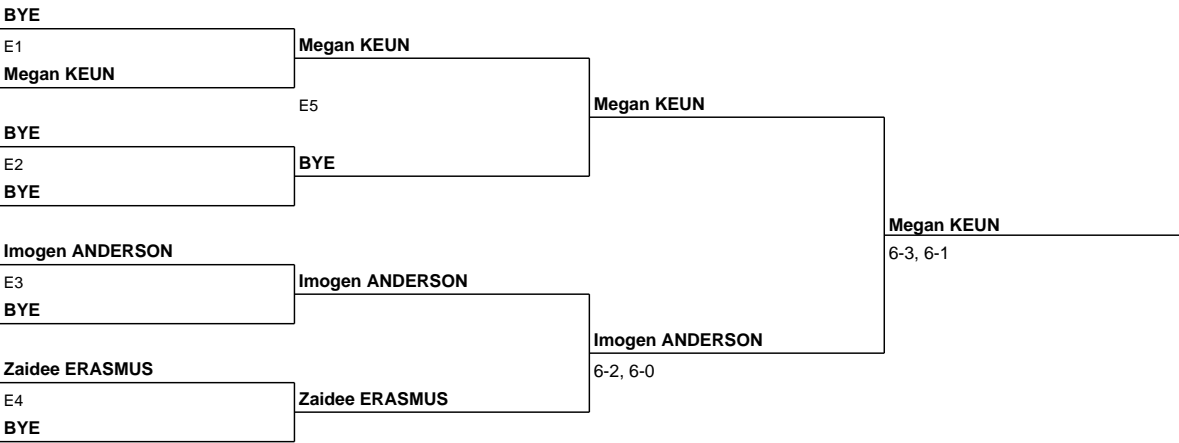 BYE
E1
Megan KEUN
Megan KEUN
E5
Megan KEUN
BYE
E2
BYE
BYE
Megan KEUN
6-3, 6-1
Imogen ANDERSON
E3
Imogen ANDERSON
BYE
Imogen ANDERSON
6-2, 6-0
Zaidee ERASMUS
E4
Zaidee ERASMUS
BYE